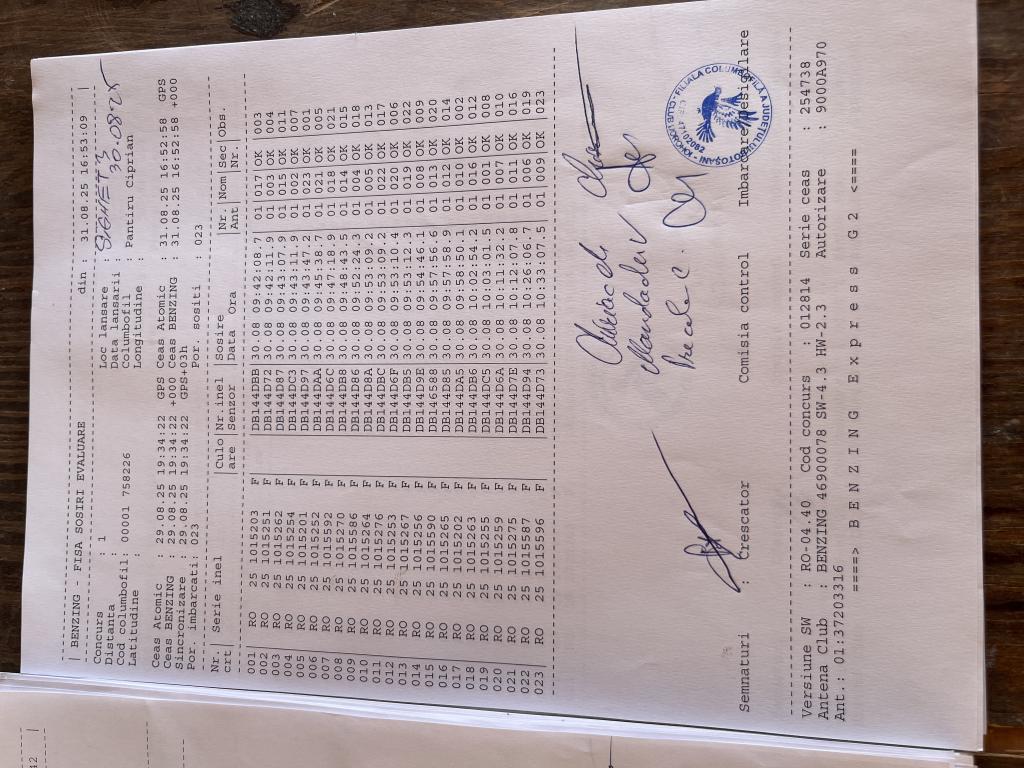 | BENZING - FISA SOSIRI EVALUARE din 31.08.25 16:53:09 |
Concurs : 1 Loc lansare : SIGHET 3
Distanta : Data lansarii : 30.08.25
Cod columbofil: 00001 758226 Columbofil : Pantiru Ciprian
Latitudine : Longitudine :
Ceas Atomic : 29.08.25 19:34:22 GPS Ceas Atomic : 31.08.25 16:52:58 GPS
Ceas BENZING : 29.08.25 19:34:22 +000 Ceas BENZING : 31.08.25 16:52:58 +000
Sincronizare : 29.08.25 19:34:22 GPS+03h
Por. imbarcati: 023 Por. sositi : 023
Nr.| Serie inel |Culo|Nr.inel |Sosire |Nr. |Nom|Sec|Obs.
crt| |are |Senzor |Data Ora |Ant | |Nr.|
001 RO 25 1015203 F DB144DBB 30.08 09:42:08.7 01 017 OK 003
002 RO 25 1015251 F DB144D72 30.08 09:42:11.9 01 003 OK 004
003 RO 25 1015262 F DB144D87 30.08 09:43:07.9 01 015 OK 011
004 RO 25 1015254 F DB144DC3 30.08 09:43:14.3 01 002 OK 007
005 RO 25 1015201 F DB144D97 30.08 09:43:47.2 01 023 OK 001
006 RO 25 1015252 F DB144DAA 30.08 09:45:38.7 01 021 OK 005
007 RO 25 1015592 F DB144D6C 30.08 09:47:18.9 01 018 OK 021
008 RO 25 1015270 F DB144DB8 30.08 09:48:43.5 01 014 OK 015
009 RO 25 1015586 F DB144D86 30.08 09:52:24.3 01 004 OK 018
010 RO 25 1015264 F DB144D8A 30.08 09:53:09.2 01 005 OK 013
011 RO 25 1015276 F DB144DBC 30.08 09:53:09.2 01 022 OK 017
012 RO 25 1015253 F DB144D6F 30.08 09:53:10.4 01 020 OK 006
013 RO 25 F 30.08 09:53:12.3 01 019 OK
014 RO 25 F DB144D9E 30.08 09:54:46.1 01 008 OK
015 RO 25 1015590 F 30.08 09:56:56.0 01 013 OK 020
016 RO 25 1015265 F DB144D85 30.08 09:57:58.9 01 012 OK 014
017 RO 25 1015202 F DB144DA5 30.08 09:58:50.1 01 010 OK 002
018 RO 25 1015263 F DB144DB6 30.08 10:02:54.2 01 016 OK 012
019 RO 25 1015255 F DB144DC5 30.08 10:03:01.5 01 001 OK 008
020 RO 25 1015259 F DB144D6A 30.08 10:11:32.2 01 007 OK 010
021 RO 25 1015275 F DB144D7E 30.08 10:12:07.8 01 011 OK 016
022 RO 25 1015587 F DB144D94 30.08 10:26:06.7 01 006 OK 019
023 RO 25 1015596 F DB144D73 30.08 10:33:07.5 01 009 OK 023
CLUBUL FILIALA COLUMBOFILA A JUDEȚULUI BOTOȘANI
Semnaturi : Crescator Comisia control Imbarcare Desigilare
Versiune SW : RO-04.40 Cod concurs : 012814 Serie ceas : 254738
Antena Club : BENZING 46900078 SW-4.3 HW-2.3 Autorizare : 9000A970
Ant.: 01:37203316
====> B E N Z I N G E x p r e s s G 2 <====